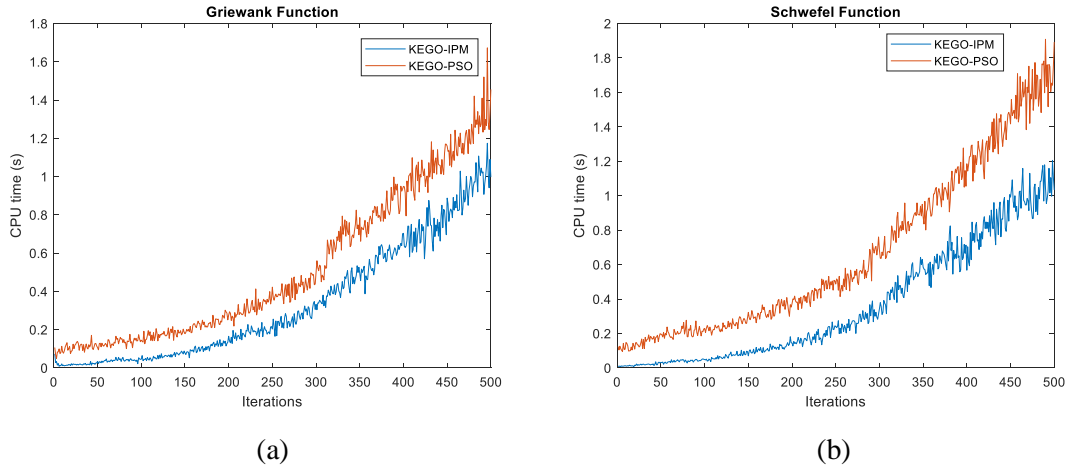 Griewank Function
KEGO-IPM
KEGO-PSO
CPU time (s)
1.8
1.6
1.4
1.2
1
0.8
0.6
0.4
0.2
0
0 50 100 150 200 250 300 350 400 450 500
Iterations
(a)
Schwefel Function
KEGO-IPM
KEGO-PSO
CPU time (s)
2
1.8
1.6
1.4
1.2
1
0.8
0.6
0.4
0.2
0
0 50 100 150 200 250 300 350 400 450 500
Iterations
(b)